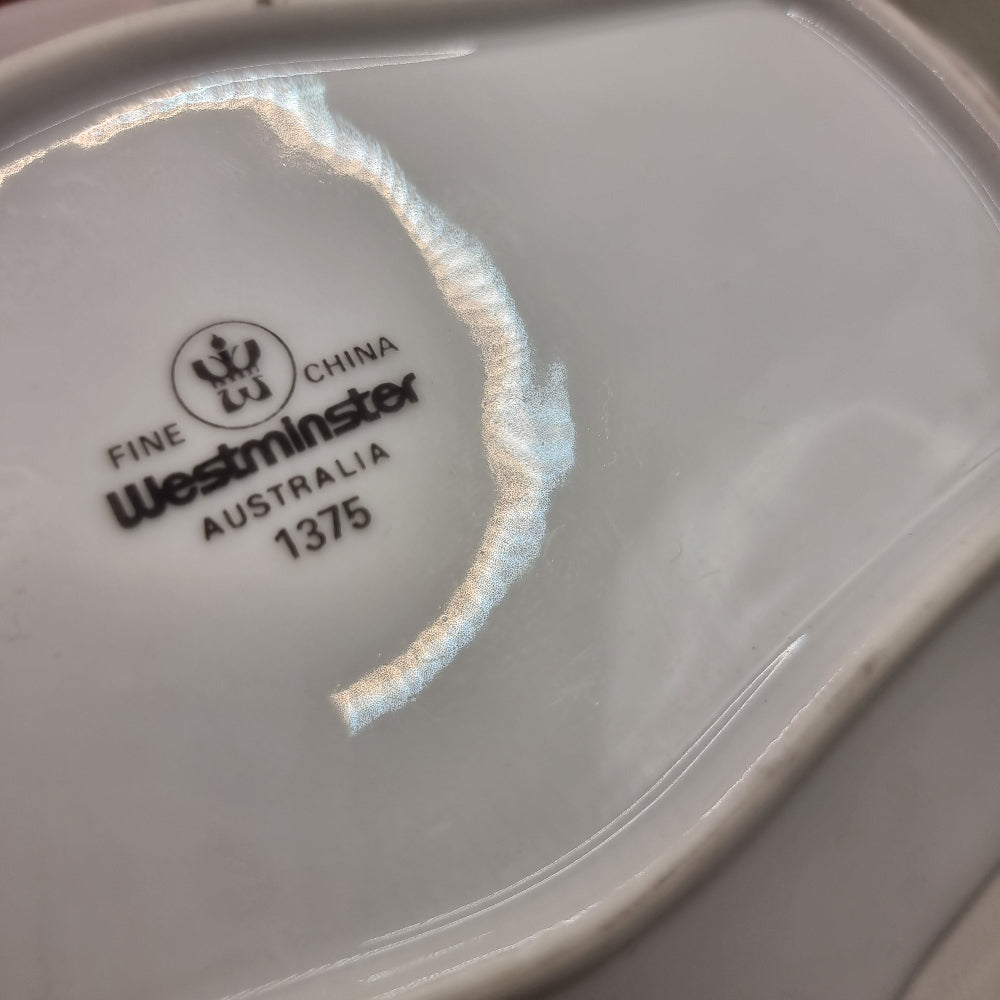 FINE CHINA
Westminster
AUSTRALIA
1375